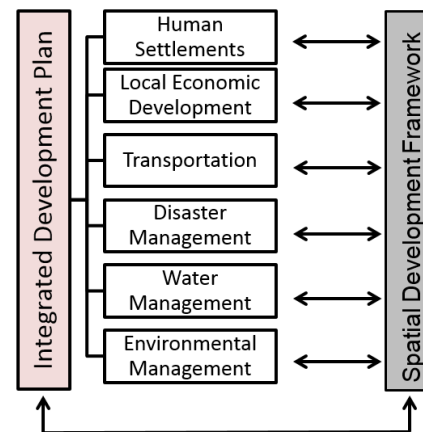 Integrated Development Plan
Human
Settlements
Local Economic
Development
Transportation
Disaster
Management
Water
Management
Environmental
Management
Spatial Development Framework